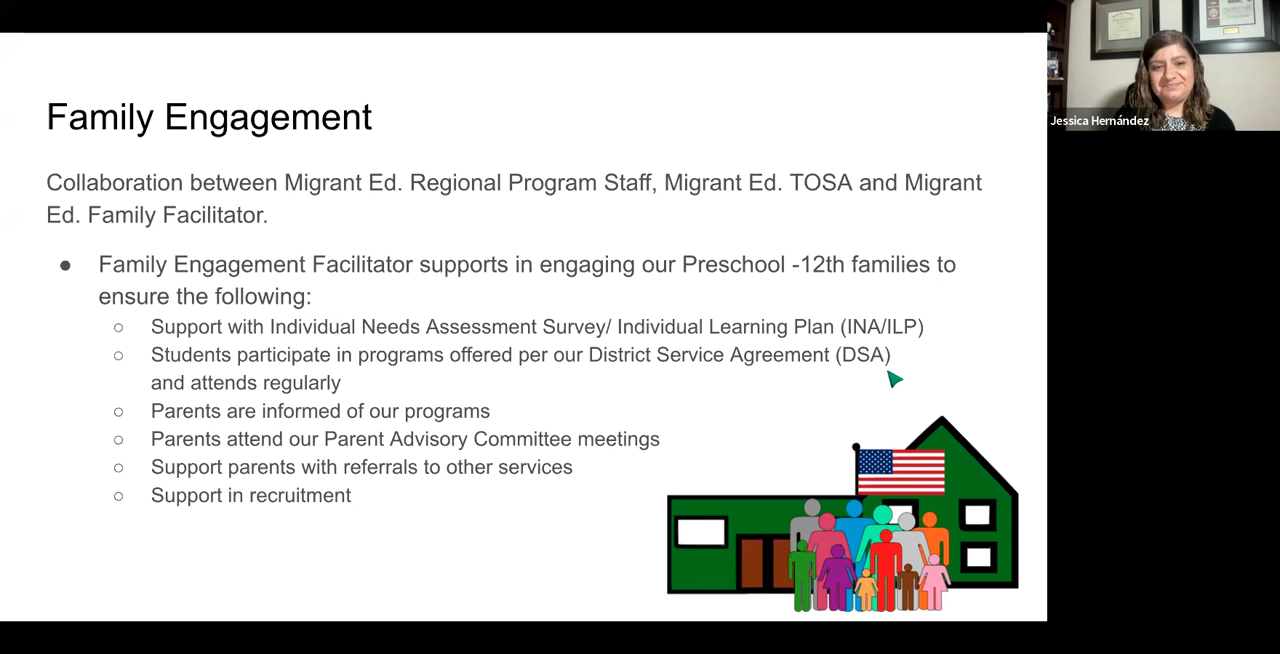 Family Engagement
Collaboration between Migrant Ed. Regional Program Staff, Migrant Ed. TOSA and Migrant
Ed. Family Facilitator.
● Family Engagement Facilitator supports in engaging our Preschool -12th families to
ensure the following:
○ Support with Individual Needs Assessment Survey/ Individual Learning Plan (INA/ILP)
○ Students participate in programs offered per our District Service Agreement (DSA)
and attends regularly
○ Parents are informed of our programs
○ Parents attend our Parent Advisory Committee meetings
○ Support parents with referrals to other services
○ Support in recruitment
Jessica Hernández